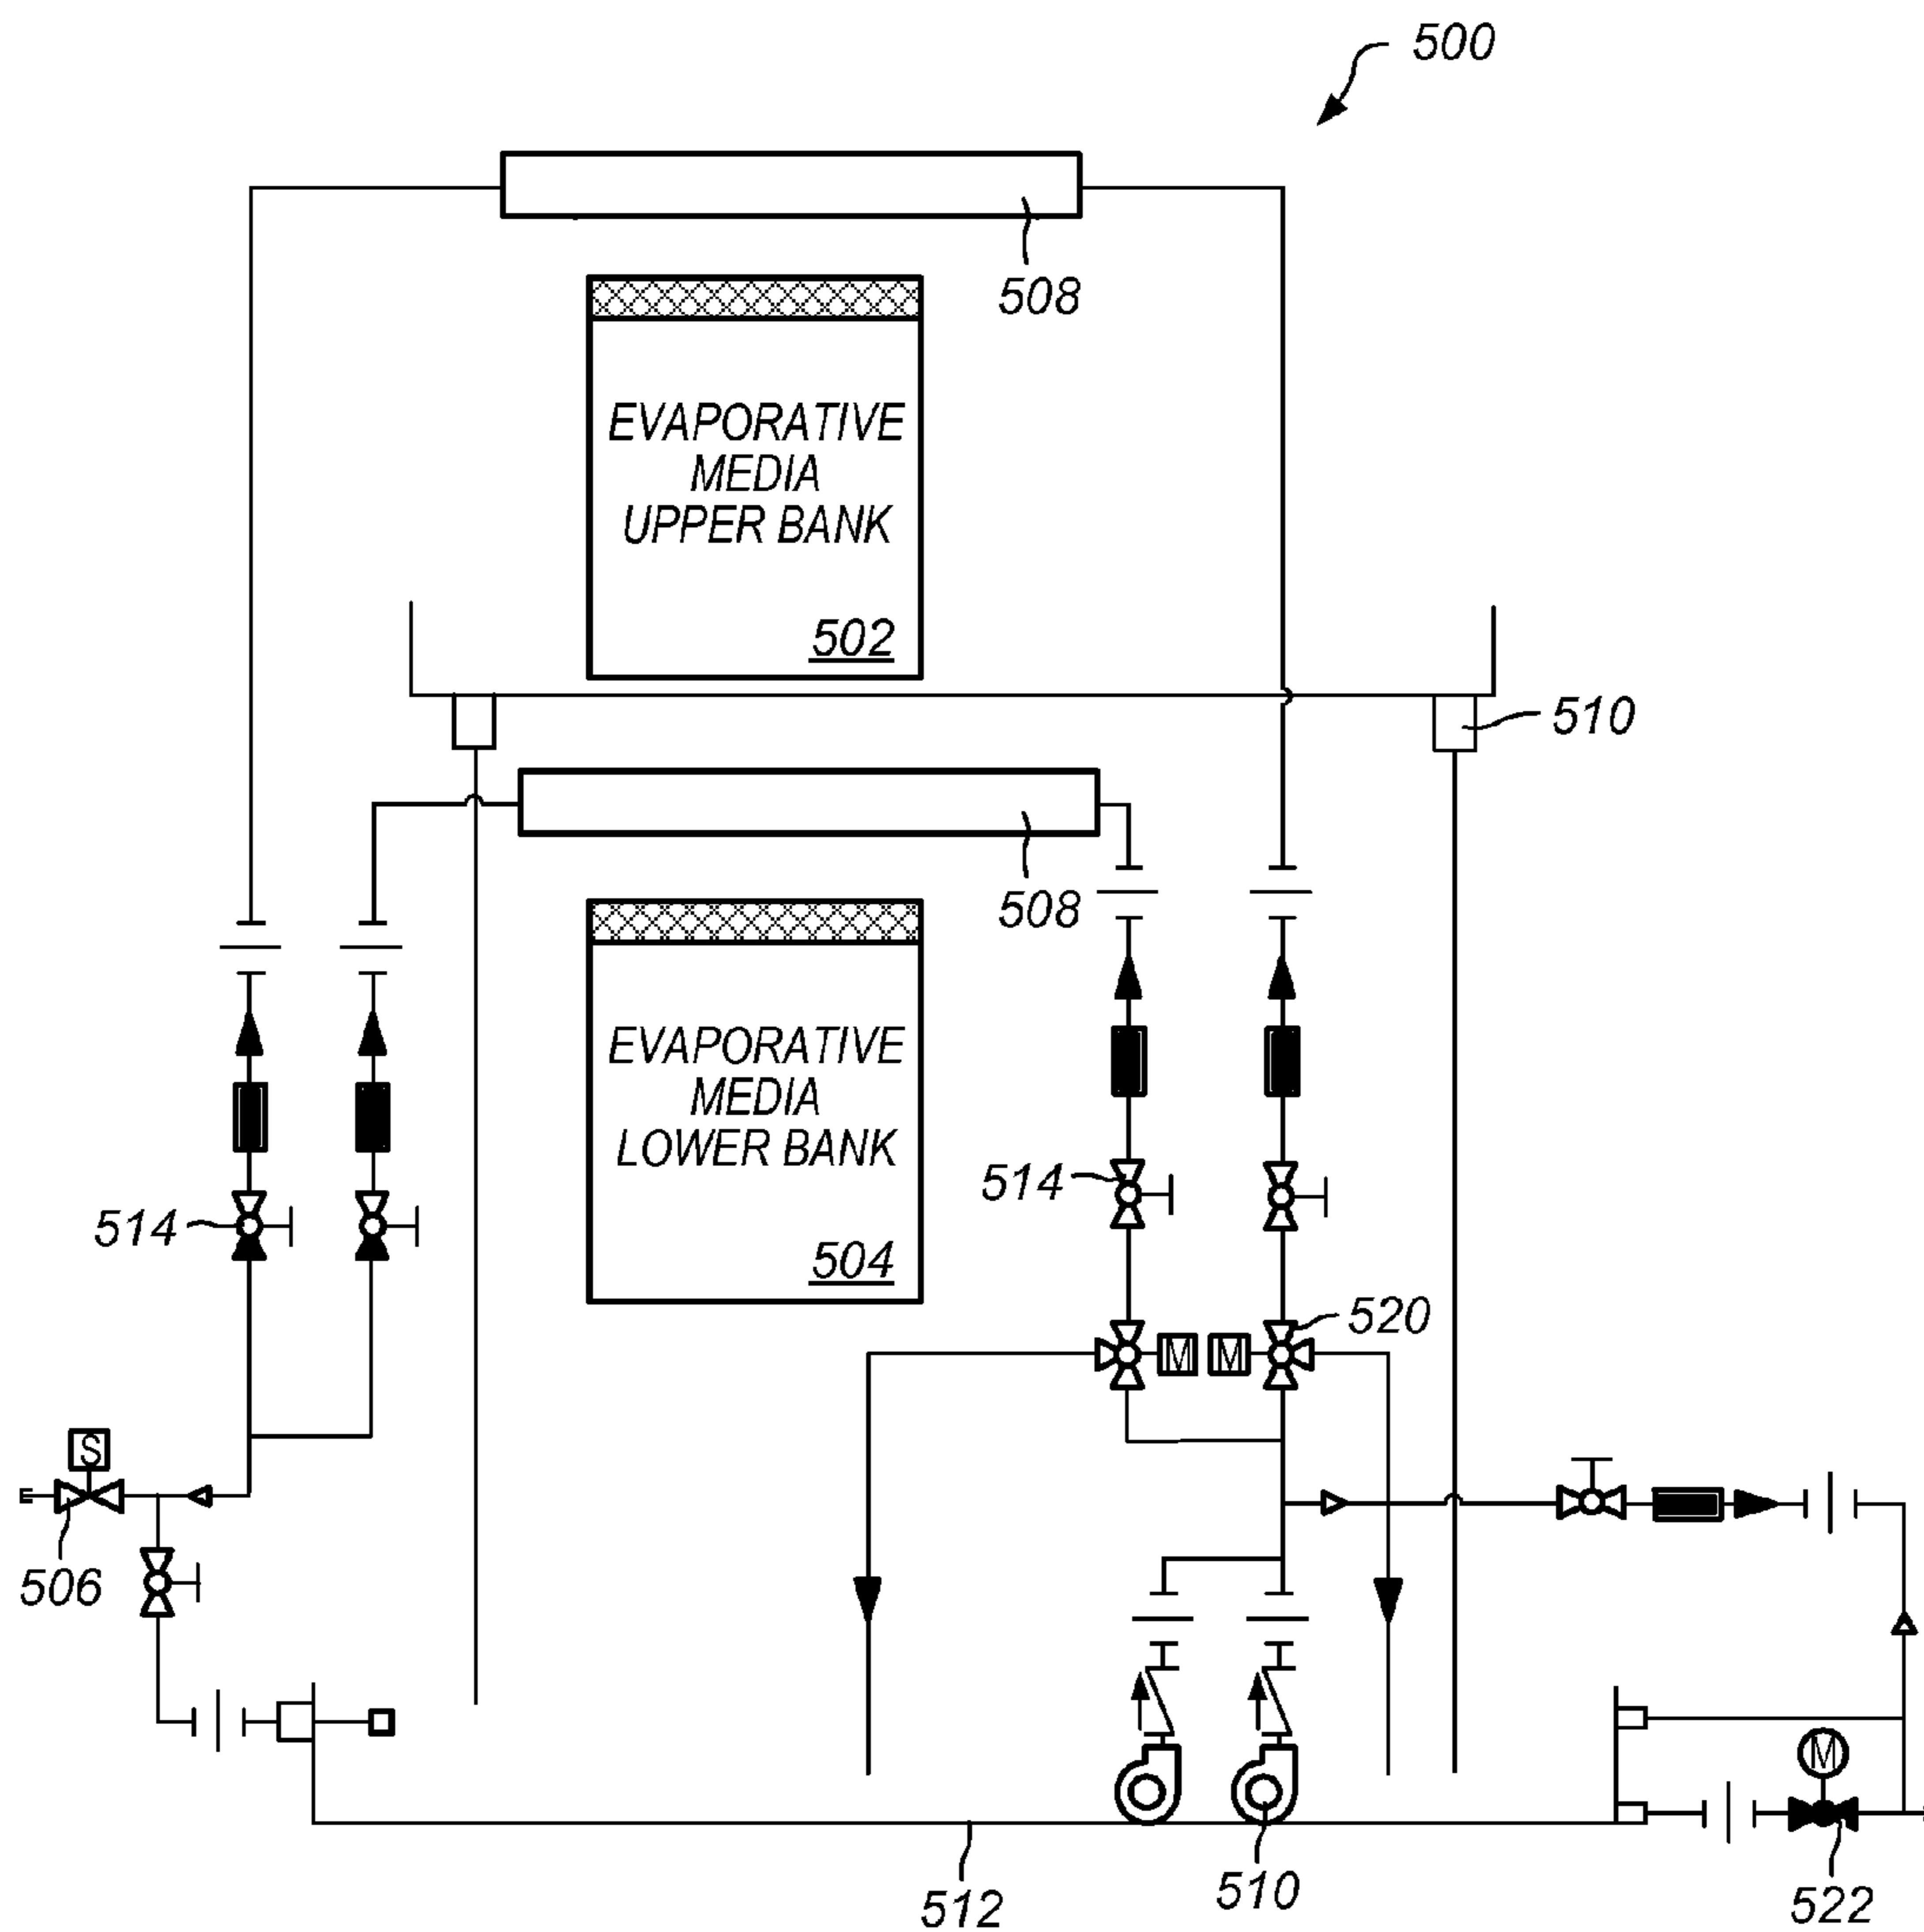 500
508
EVAPORATIVE
MEDIA
UPPER BANK
502
510
508
EVAPORATIVE
MEDIA
LOWER BANK
504
514
514
520
M
M
S
506
M
512
510
522